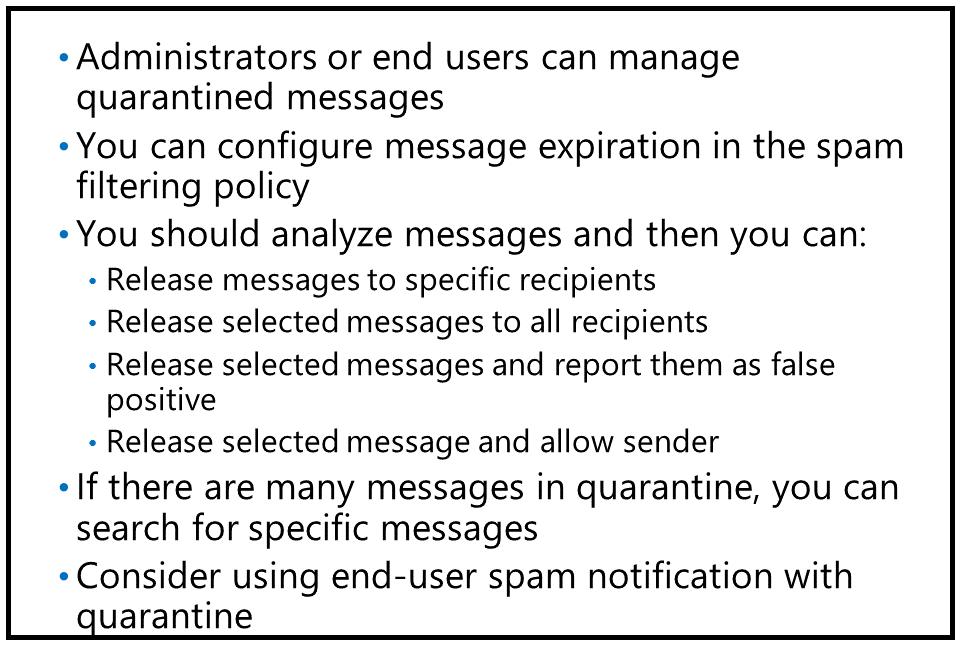 • Administrators or end users can manage
quarantined messages
• You can configure message expiration in the spam
filtering policy
• You should analyze messages and then you can:
• Release messages to specific recipients
• Release selected messages to all recipients
• Release selected messages and report them as false
positive
• Release selected message and allow sender
• If there are many messages in quarantine, you can
search for specific messages
• Consider using end-user spam notification with
quarantine